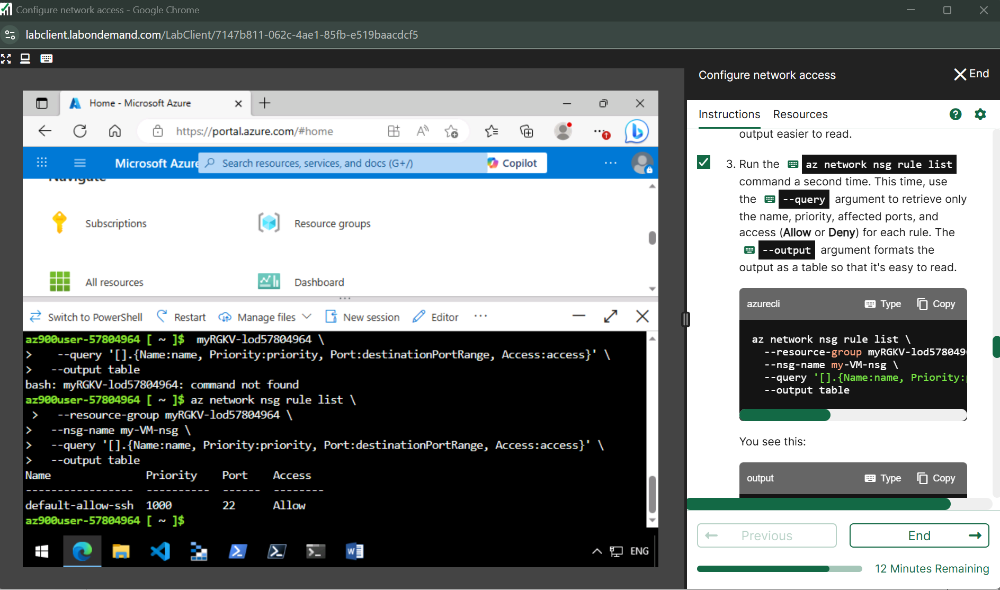 Configure network access - Google Chrome
labclient.labondemand.com/LabClient/7147b811-062c-4ae1-85fb-e519baacdcf5
Home - Microsoft Azure
https://portal.azure.com/#home
Microsoft Azure
Search resources, services, and docs (G+/)
Copilot
Navigate
Subscriptions
Resource groups
All resources
Dashboard
Switch to PowerShell
Restart
Manage files
New session
Editor
az900user-57804964 [ ~ ]$  myRGKV-lod57804964 \
>    --query '[].{Name:name, Priority:priority, Port:destinationPortRange, Access:access}' \
>   --output table
bash: myRGKV-lod57804964: command not found
az900user-57804964 [ ~ ]$ az network nsg rule list \
 >   --resource-group myRGKV-lod57804964 \
>   --nsg-name my-VM-nsg \
>   --query '[].{Name:name, Priority:priority, Port:destinationPortRange, Access:access}' \
>   --output table
Name               Priority    Port    Access
-----------------  ----------  ------  --------
default-allow-ssh  1000        22      Allow
az900user-57804964 [ ~ ]$
ENG
Configure network access
End
Instructions
Resources
output easier to read.
3. Run the az network nsg rule list
command a second time. This time, use
the --query argument to retrieve only
the name, priority, affected ports, and
access (Allow or Deny) for each rule. The
--output argument formats the
output as a table so that it's easy to read.
azurecli
Type
Copy
az network nsg rule list \
--resource-group myRGKV-lod578049
--nsg-name my-VM-nsg \
--query '[].{Name:name, Priority:
--output table
You see this:
output
Type
Copy
Previous
End
12 Minutes Remaining